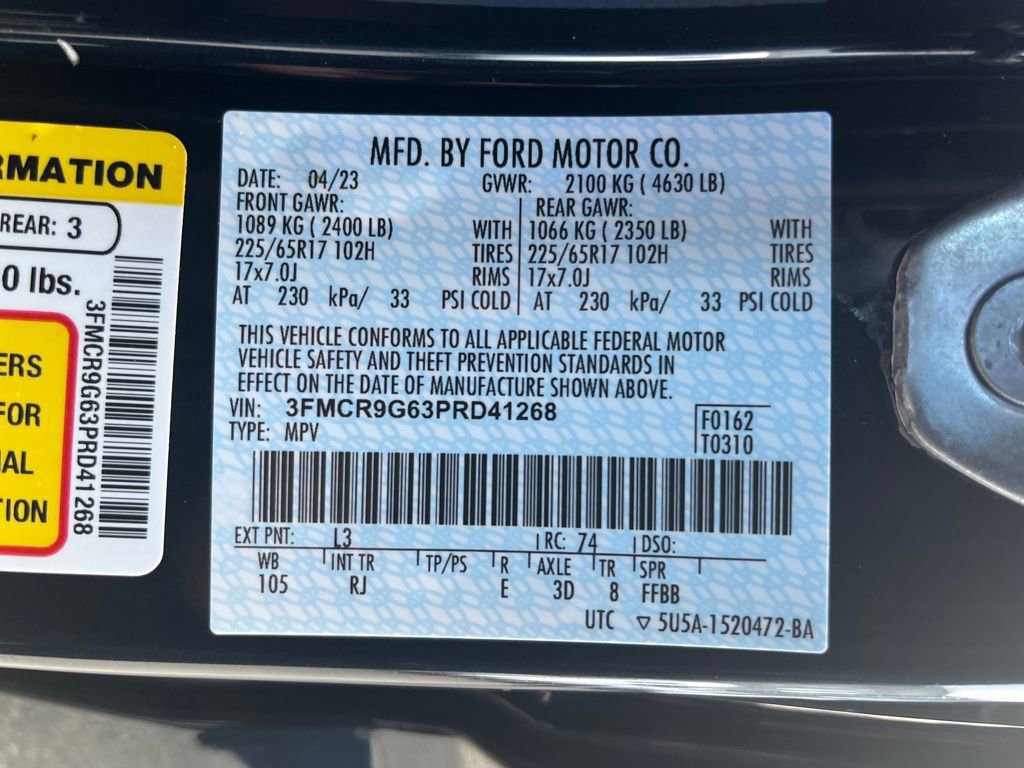 RMATION
REAR: 3
0 lbs.
ERS
FOR
IAL
TION
3FMCR9G63PRD41268
MFD. BY FORD MOTOR CO.
DATE: 04/23 GVWR: 2100 KG ( 4630 LB)
FRONT GAWR: REAR GAWR:
1089 KG ( 2400 LB) WITH 1066 KG ( 2350 LB) WITH
225/65R17 102H TIRES 225/65R17 102H TIRES
17x7.0J RIMS 17x7.0J RIMS
AT 230 kPa/ 33 PSI COLD AT 230 kPa/ 33 PSI COLD
THIS VEHICLE CONFORMS TO ALL APPLICABLE FEDERAL MOTOR
VEHICLE SAFETY AND THEFT PREVENTION STANDARDS IN
EFFECT ON THE DATE OF MANUFACTURE SHOWN ABOVE.
VIN: 3FMCR9G63PRD41268 F0162
TYPE: MPV T0310
EXT PNT: L3 RC: 74 DSO:
WB INT TR TP/PS R AXLE TR SPR
105 RJ E 3D 8 FFBB
UTC ▽ 5U5A-1520472-BA